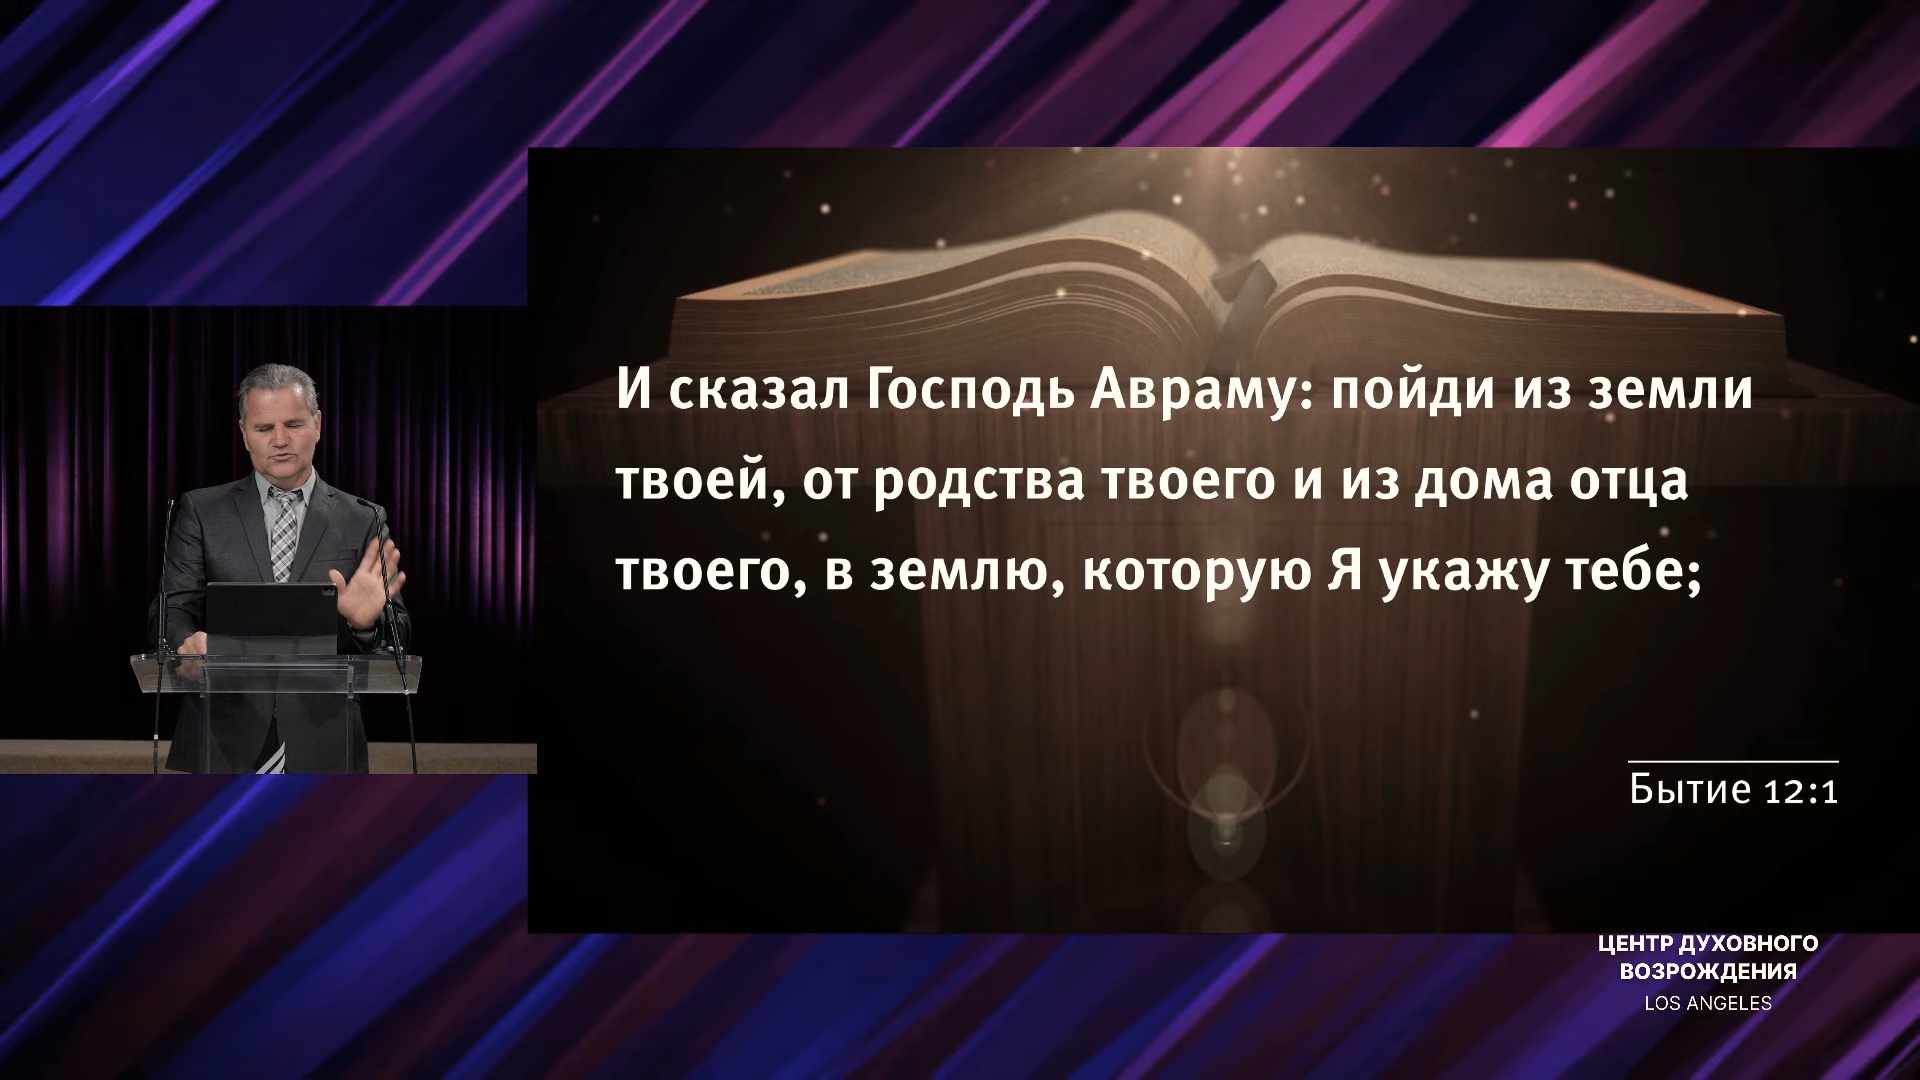 И сказал Господь Авраму: пойди из земли
твоей, от родства твоего и из дома отца
твоего, в землю, которую Я укажу тебе;
Бытие 12:1
ЦЕНТР ДУХОВНОГО
ВОЗРОЖДЕНИЯ
LOS ANGELES